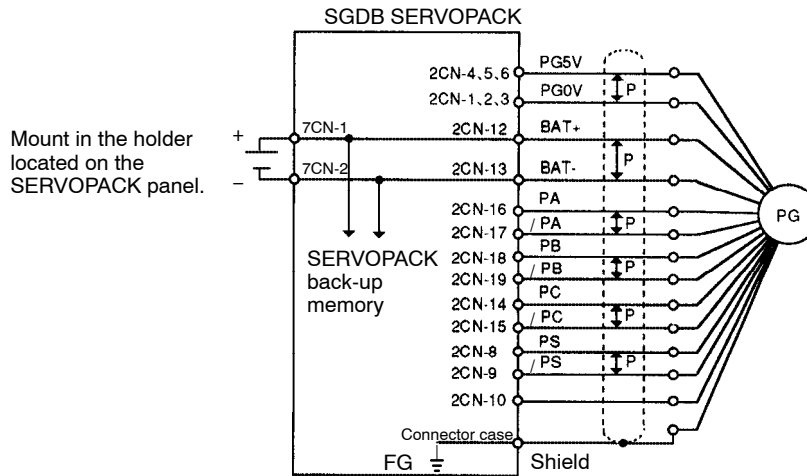 SGDB SERVOPACK
2CN-4、5、6 PG5V
P
2CN-1、2、3 PG0V
Mount in the holder
located on the
SERVOPACK panel.
+ 7CN-1 2CN-12 BAT+
P
− 7CN-2 2CN-13 BAT-
2CN-16 PA
P
2CN-17 /PA
PG
2CN-18 PB
SERVOPACK
back-up
memory
P
2CN-19 /PB
2CN-14 PC
P
2CN-15 /PC
2CN-8 PS
P
2CN-9 /PS
2CN-10
Connector case
FG
Shield